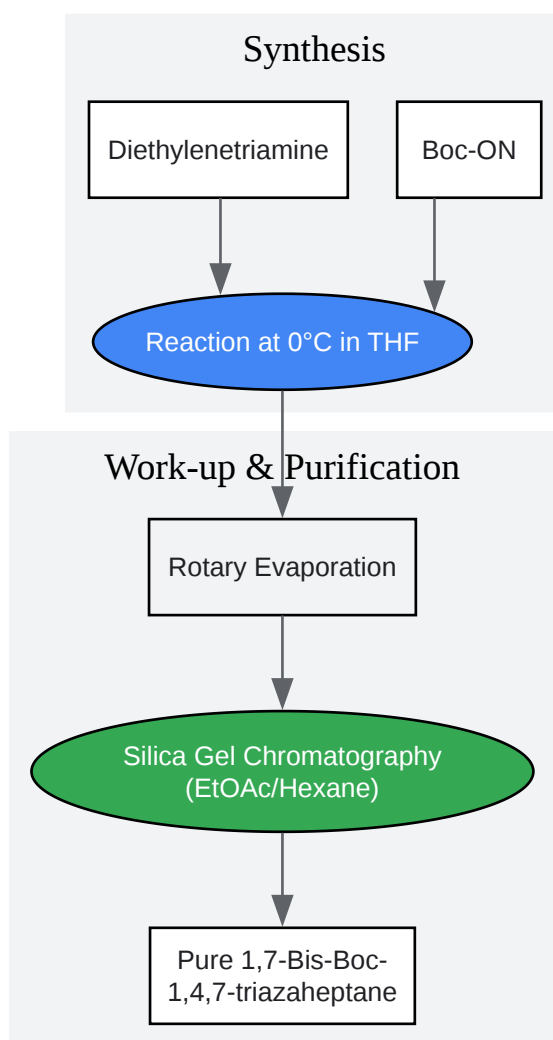 Synthesis
Diethylenetriamine
Boc-ON
Reaction at 0°C in THF
Work-up & Purification
Rotary Evaporation
Silica Gel Chromatography
(EtOAc/Hexane)
Pure 1,7-Bis-Boc-
1,4,7-triazaheptane